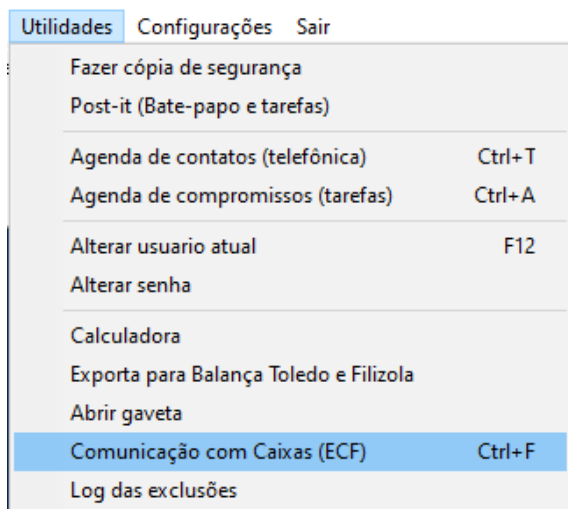 Utilidades Configurações Sair
Fazer cópia de segurança
Post-it (Bate-papo e tarefas)
Agenda de contatos (telefônica) Ctrl+T
Agenda de compromissos (tarefas) Ctrl+A
Alterar usuario atual F12
Alterar senha
Calculadora
Exporta para Balança Toledo e Filizola
Abrir gaveta
Comunicação com Caixas (ECF) Ctrl+F
Log das exclusões